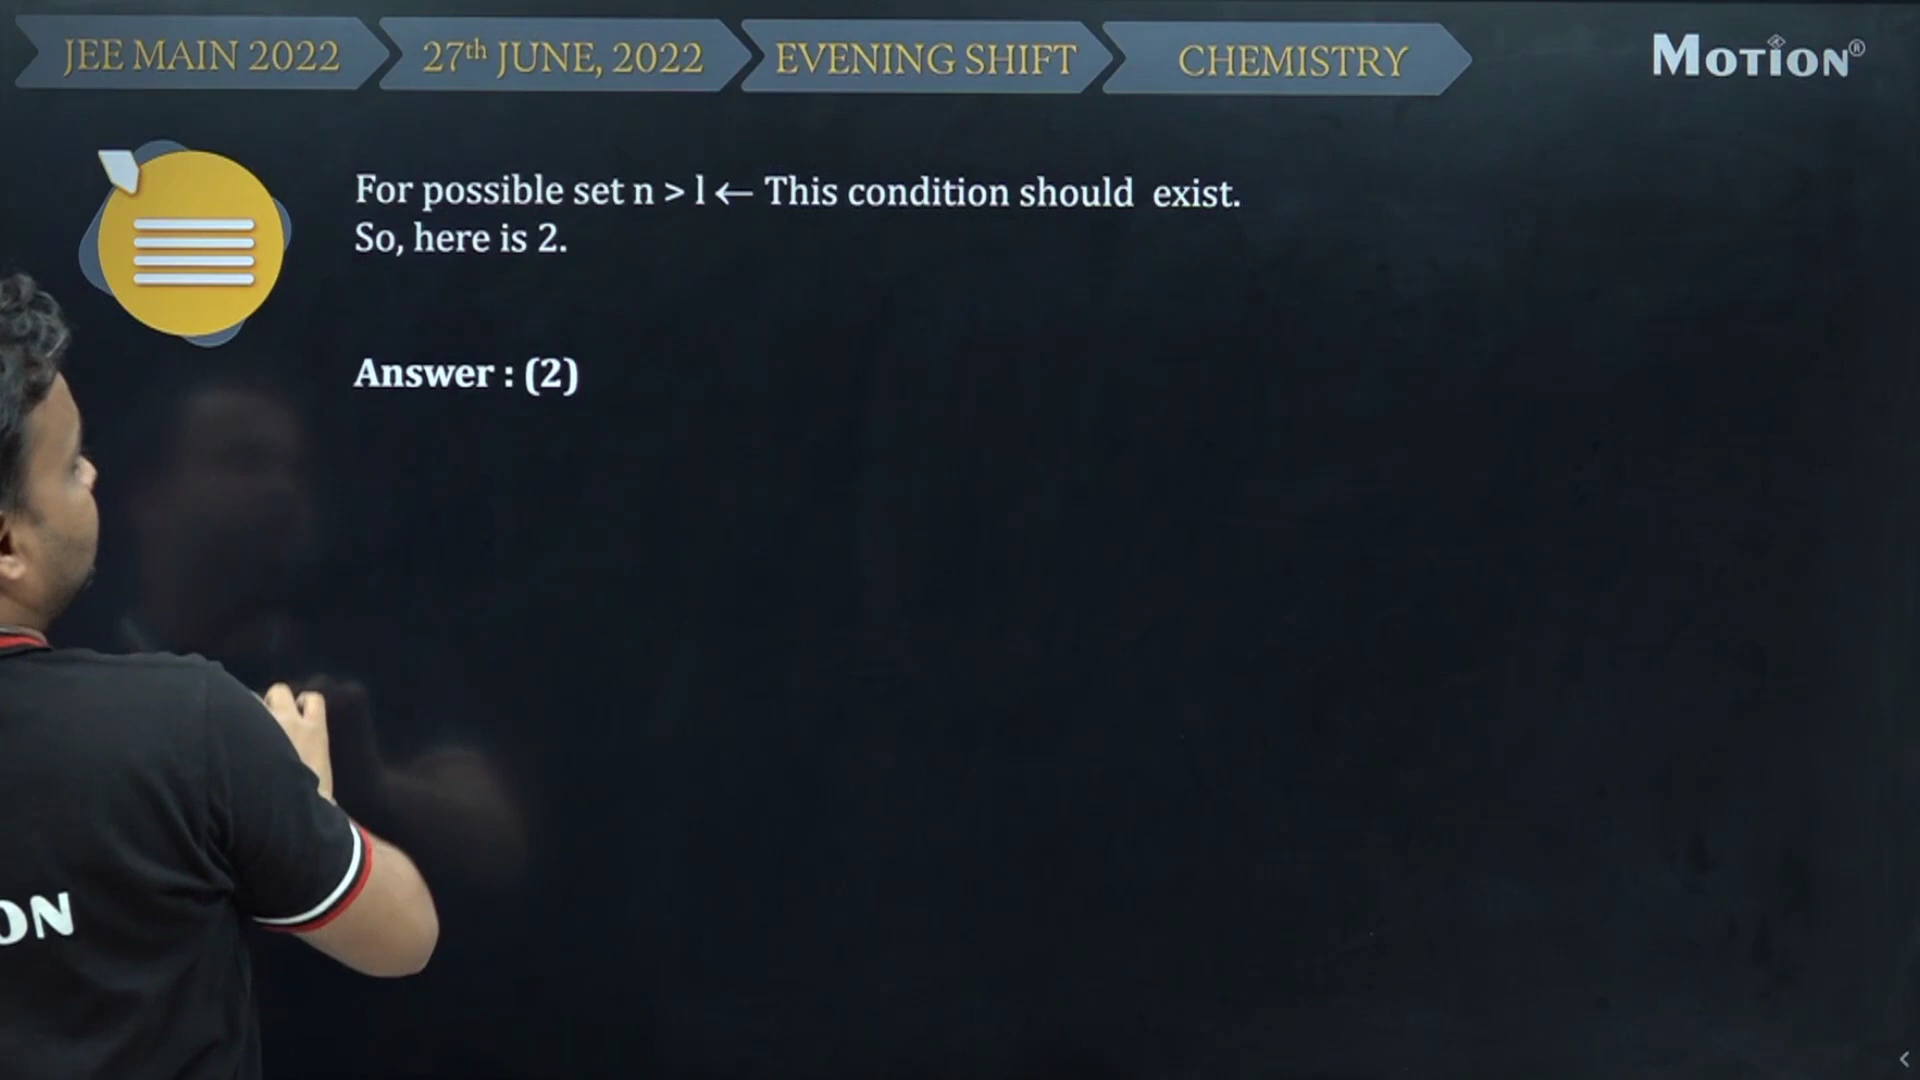 JEE MAIN 2022 27th JUNE, 2022 EVENING SHIFT CHEMISTRY MOTION®
For possible set n > l ← This condition should exist.
So, here is 2.
Answer : (2)
ON